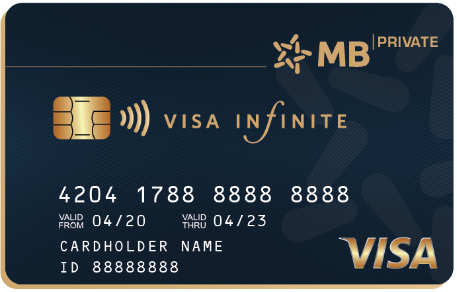 MB PRIVATE
VISA INFINITE
4204 1788 8888 8888
VALID FROM 04/20 VALID THRU 04/23
CARDHOLDER NAME
ID 88888888
VISA